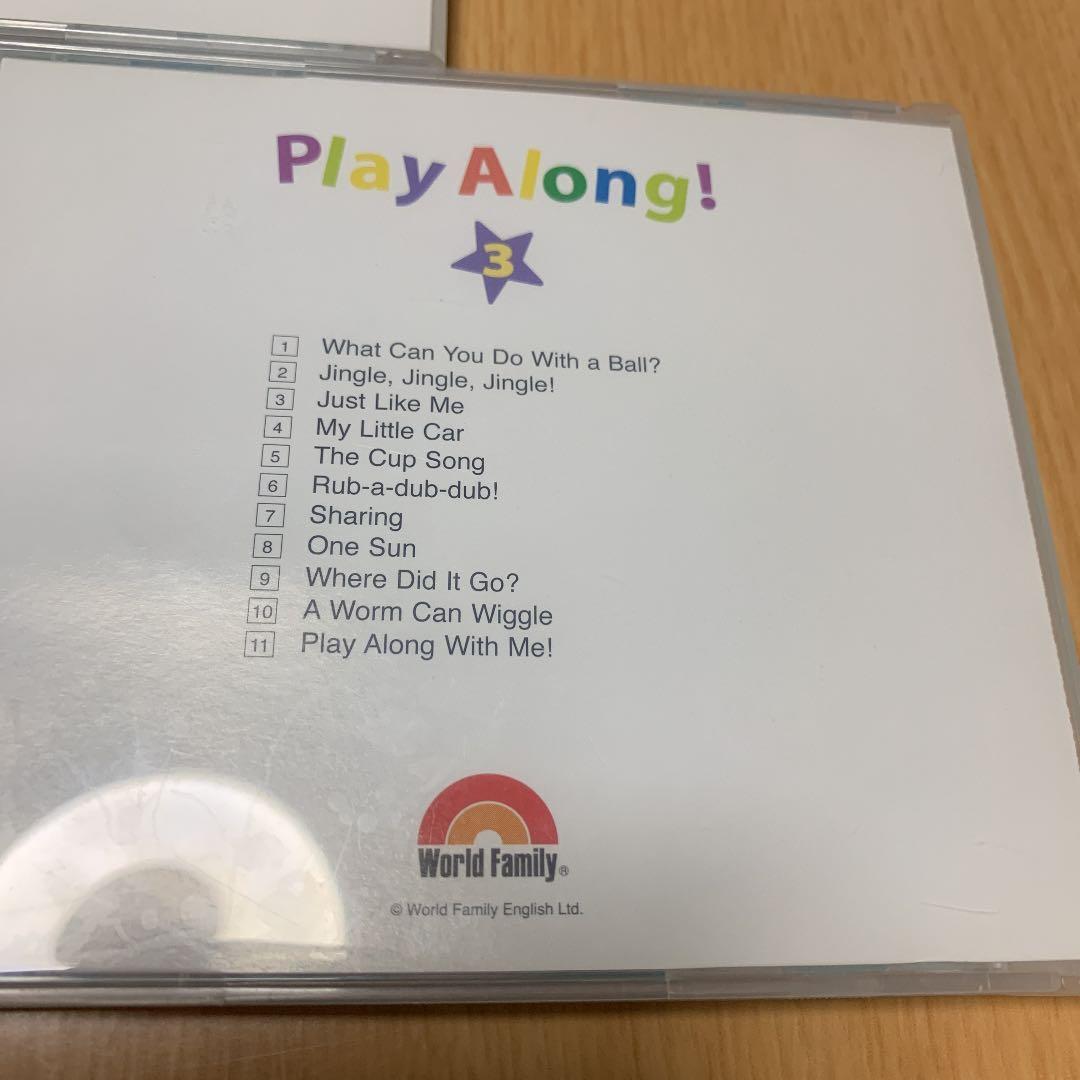 Play Along!
3
1 What Can You Do With a Ball?
2 Jingle, Jingle, Jingle!
3 Just Like Me
4 My Little Car
5 The Cup Song
6 Rub-a-dub-dub!
7 Sharing
8 One Sun
9 Where Did It Go?
10 A Worm Can Wiggle
11 Play Along With Me!
World Family®
© World Family English Ltd.